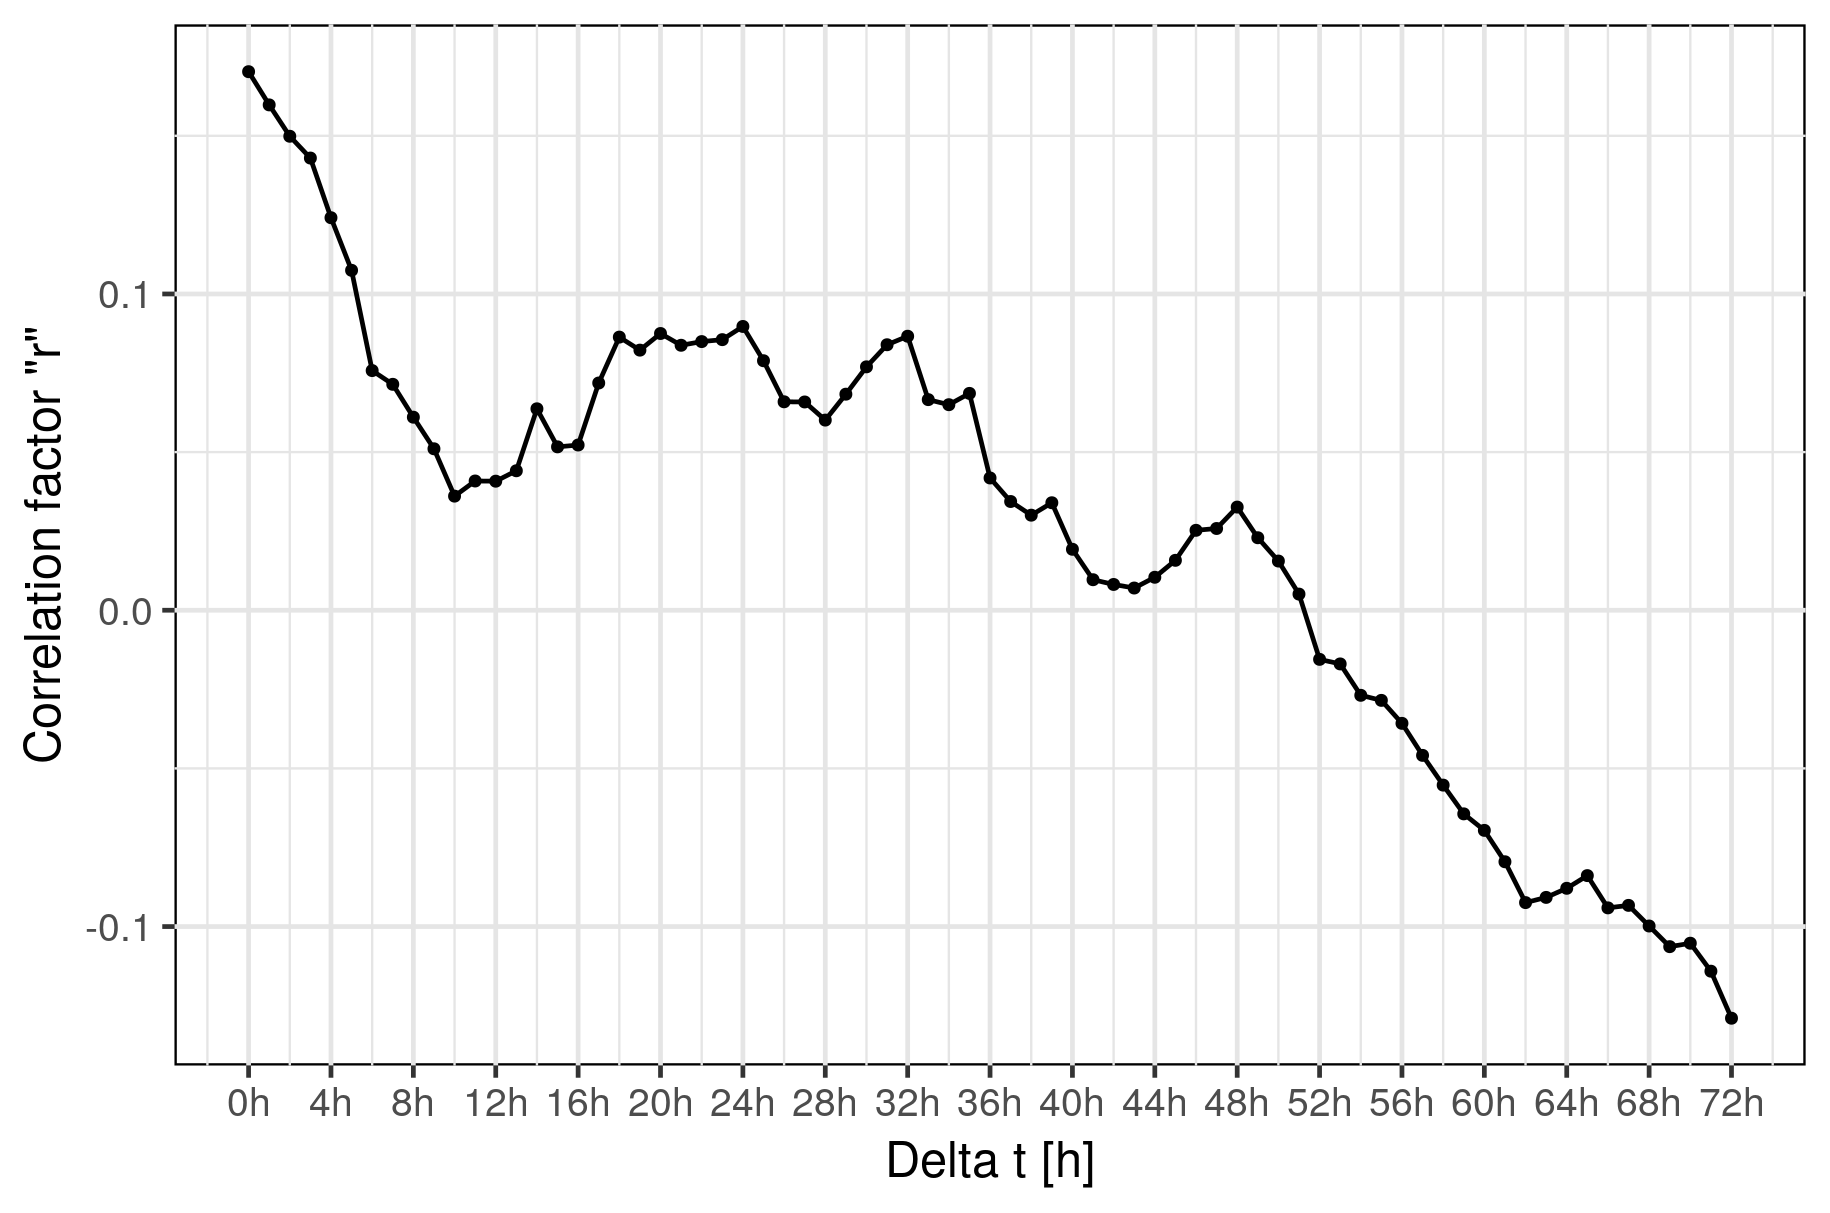 Correlation factor "r"
0.1
0.0
-0.1
0h 4h 8h 12h 16h 20h 24h 28h 32h 36h 40h 44h 48h 52h 56h 60h 64h 68h 72h
Delta t [h]